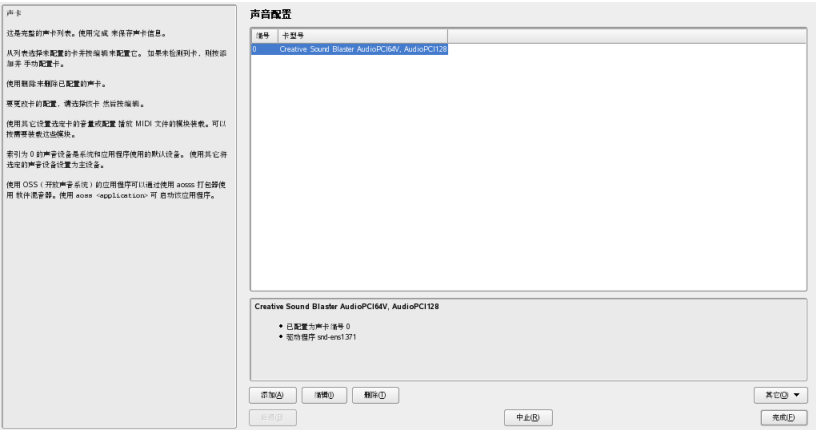 声卡
这是完整的声卡列表。使用完成 来保存声卡信息。
从列表选择未配置的卡并按编辑来配置它。 如果未检测到卡，则按添
加并 手动配置卡。
使用删除来删除已配置的声卡。
要更改卡的配置，请选择该卡 然后按编辑。
使用其它设置选定卡的音量或配置 播放 MIDI 文件的模块装载。可以
按需要装载这些模块。
索引为 0 的声音设备是系统和应用程序使用的默认设备。 使用其它将
选定的声音设备设置为主设备。
使用 OSS（开放声音系统）的应用程序可以通过使用 aosss 打包器使
用 软件混音器。使用 aoss <application> 可 启动该应用程序。
声音配置
编号 卡型号
0 Creative Sound Blaster AudioPCI64V, AudioPCI128
Creative Sound Blaster AudioPCI64V, AudioPCI128
• 已配置为声卡编号 0
• 驱动程序 snd-ens1371
添加(A) 编辑(I) 删除(T) 其它(O)
中止(R) 完成(F)